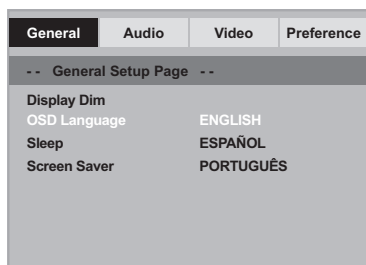 General Audio Video Preference
- - General Setup Page - -
Display Dim
OSD Language ENGLISH
Sleep ESPAÑOL
Screen Saver PORTUGUÊS